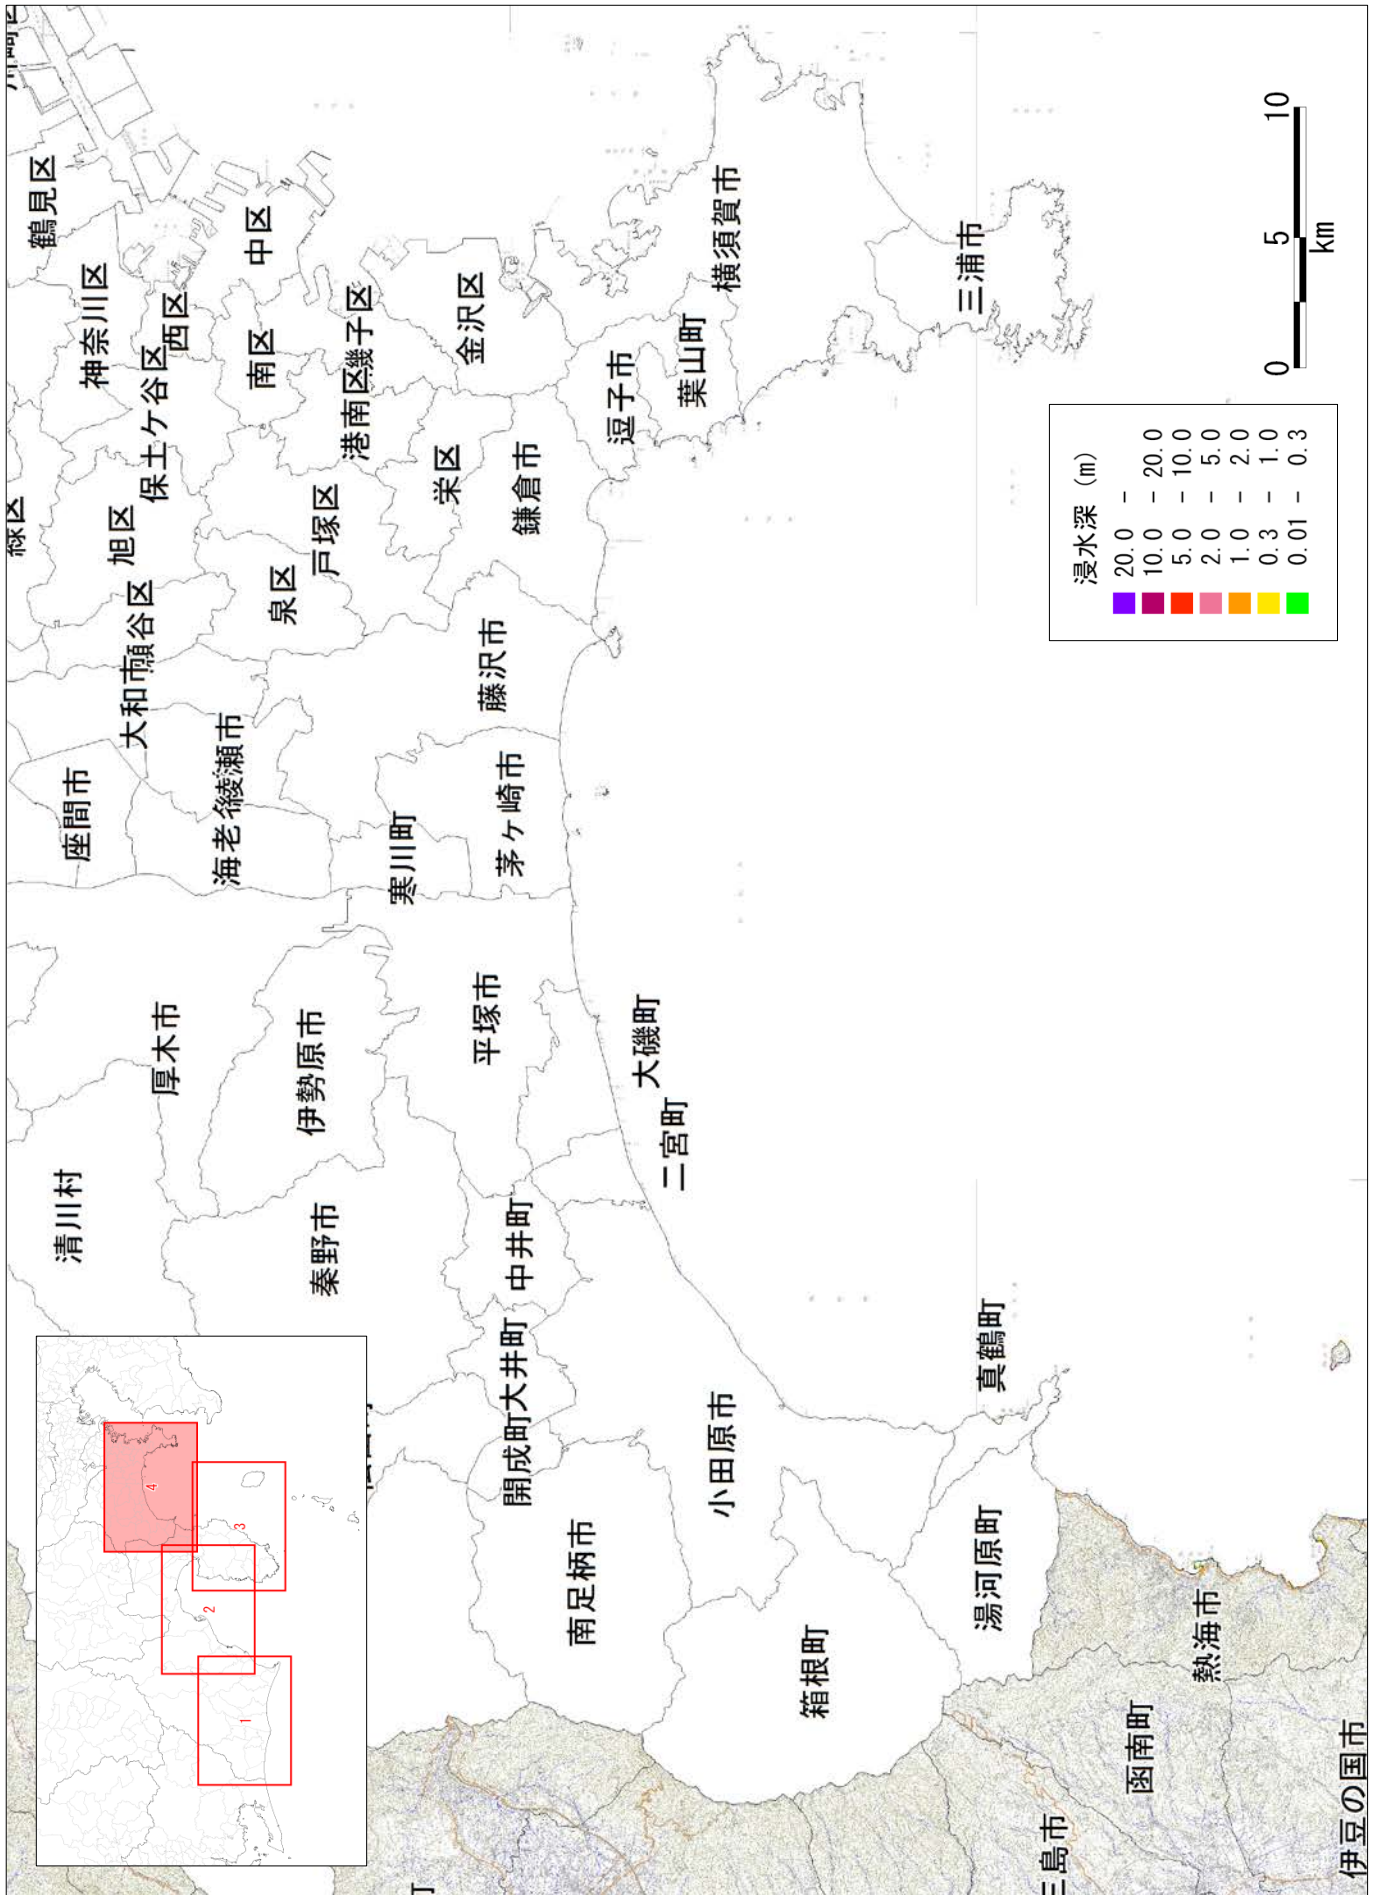 川崎区
鶴見区
神奈川区
西区
中区
保土ケ谷区
南区
磯子区
港南区
金沢区
緑区
旭区
戸塚区
栄区
鎌倉市
逗子市
葉山町
横須賀市
三浦市
泉区
瀬谷区
大和市
藤沢市
座間市
海老名
綾瀬市
寒川町
茅ヶ崎市
厚木市
伊勢原市
平塚市
大磯町
二宮町
清川村
秦野市
中井町
大井町
開成町
小田原市
真鶴町
南足柄市
箱根町
湯河原町
熱海市
函南町
三島市
伊豆の国市
町
浸水深 (m)
20.0 -
10.0 - 20.0
5.0 - 10.0
2.0 - 5.0
1.0 - 2.0
0.3 - 1.0
0.01 - 0.3
0 5 10
km
1
2
3
4